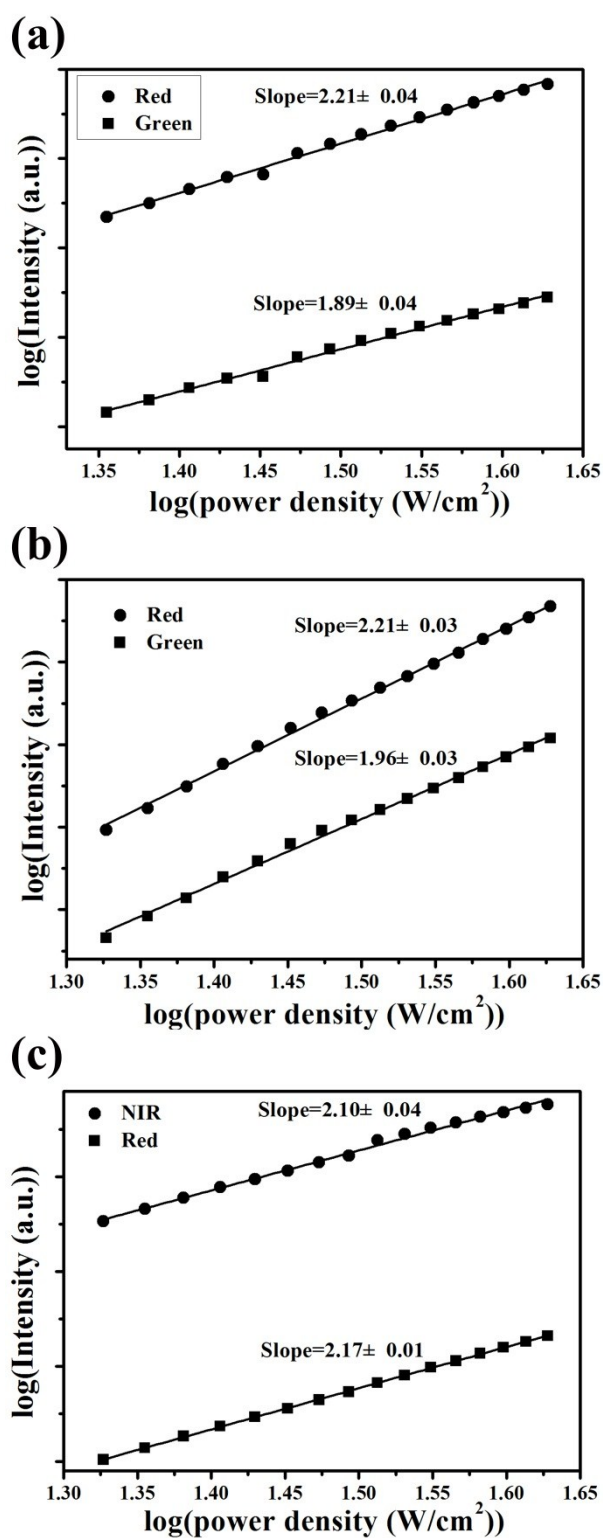 (a)
Red
Green
Slope=2.21± 0.04
Slope=1.89± 0.04
log(Intensity (a.u.))
1.35 1.40 1.45 1.50 1.55 1.60 1.65
log(power density (W/cm²))
(b)
Red
Green
Slope=2.21± 0.03
Slope=1.96± 0.03
log(Intensity (a.u.))
1.30 1.35 1.40 1.45 1.50 1.55 1.60 1.65
log(power density (W/cm²))
(c)
NIR
Red
Slope=2.10± 0.04
Slope=2.17± 0.01
log(Intensity (a.u.))
1.30 1.35 1.40 1.45 1.50 1.55 1.60 1.65
log(power density (W/cm²))